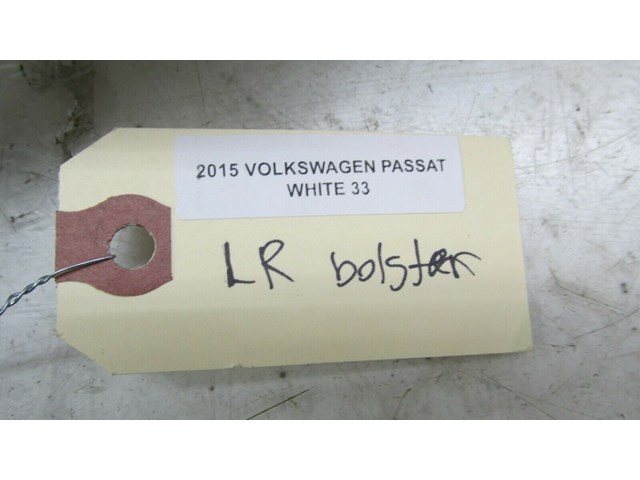 2015 VOLKSWAGEN PASSAT
WHITE 33
LR bolster